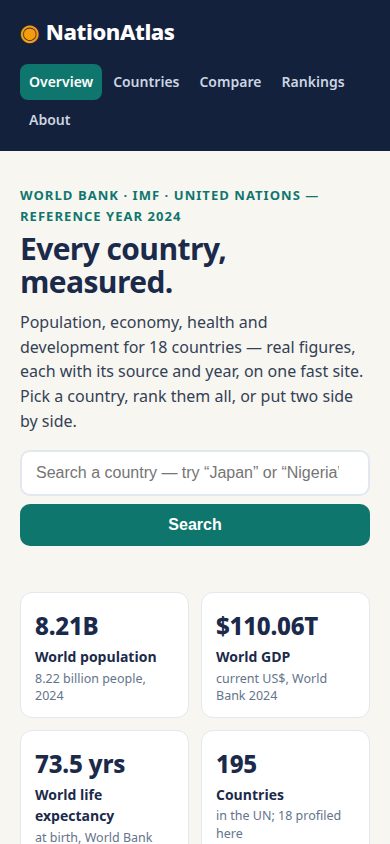 NationAtlas
Overview
Countries
Compare
Rankings
About
WORLD BANK · IMF · UNITED NATIONS —
REFERENCE YEAR 2024
Every country,
measured.
Population, economy, health and
development for 18 countries — real figures,
each with its source and year, on one fast site.
Pick a country, rank them all, or put two side
by side.
Search a country — try “Japan” or “Nigeria’
Search
8.21B
World population
8.22 billion people,
2024
$110.06T
World GDP
current US$, World
Bank 2024
73.5 yrs
World life
expectancy
at birth, World Bank
195
Countries
in the UN; 18 profiled
here